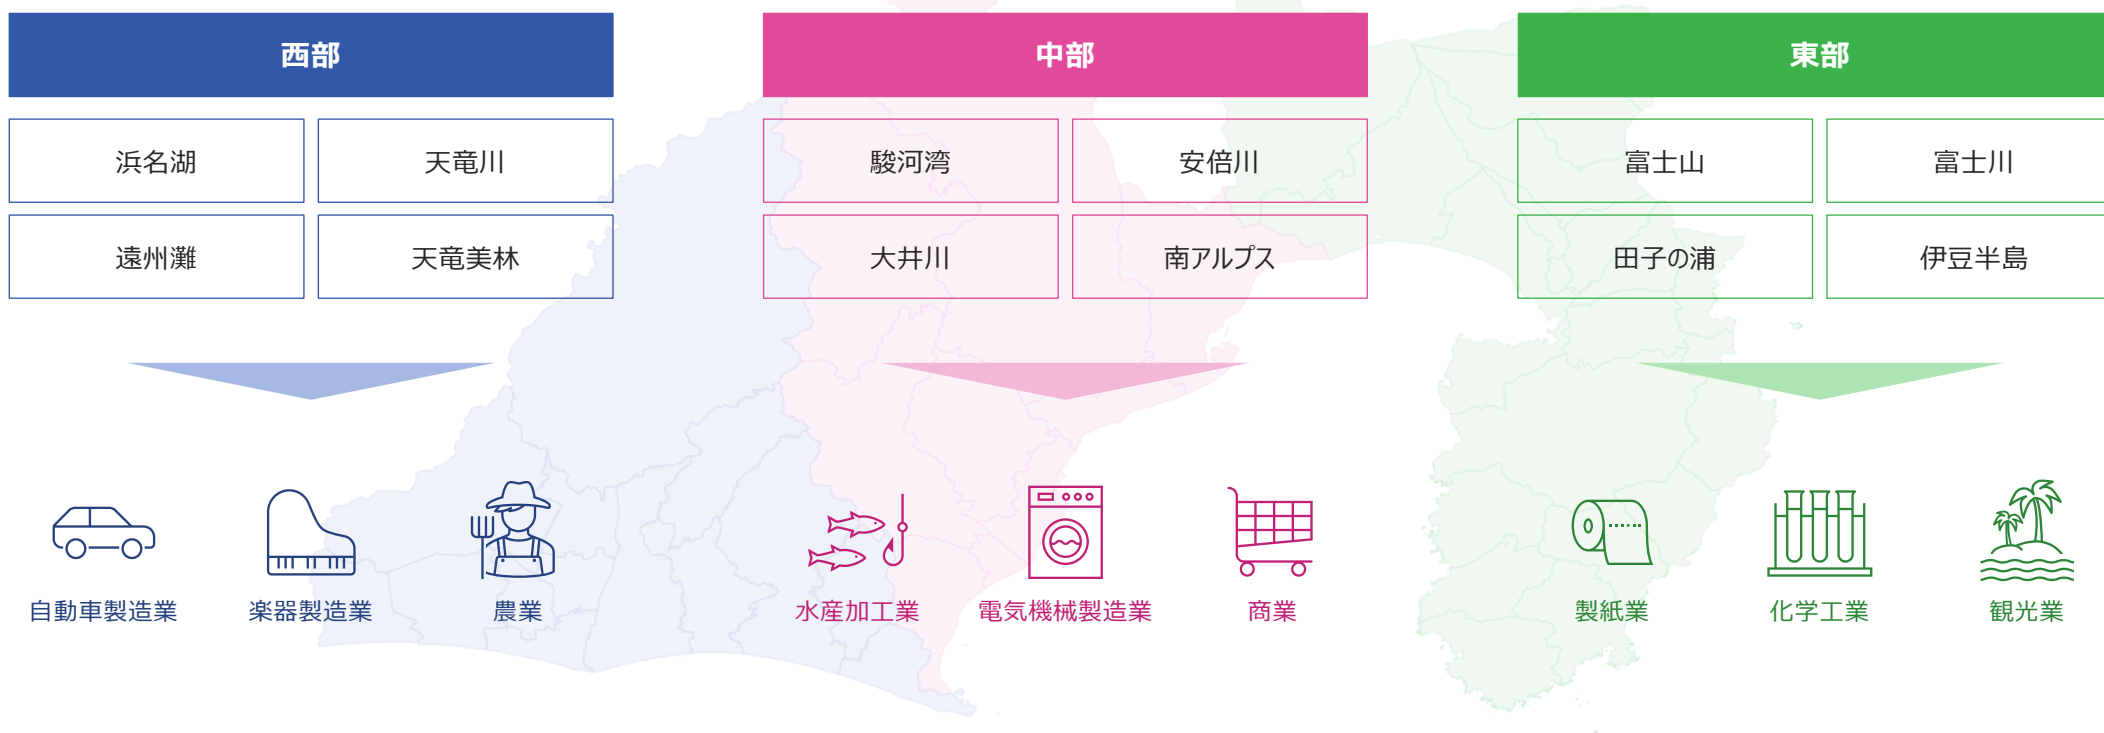 西部
浜名湖
天竜川
遠州灘
天竜美林
自動車製造業
楽器製造業
農業
中部
駿河湾
安倍川
大井川
南アルプス
水産加工業
電気機械製造業
商業
東部
富士山
富士川
田子の浦
伊豆半島
製紙業
化学工業
観光業